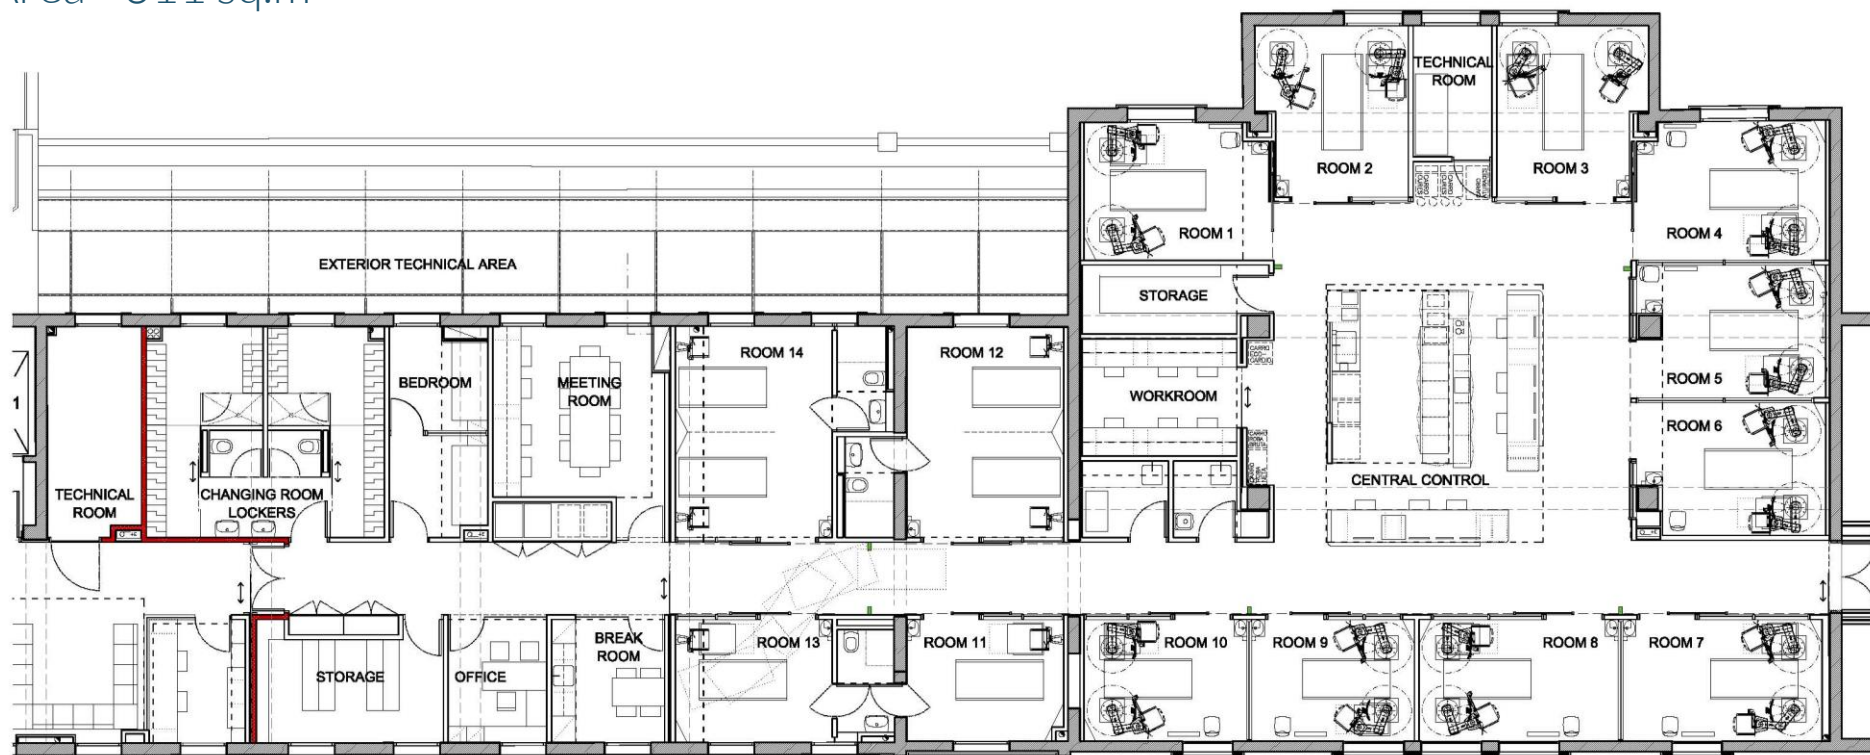 TECHNICAL
ROOM
ROOM 2
ROOM 3
ROOM 1
ROOM 4
EXTERIOR TECHNICAL AREA
STORAGE
ROOM 14
ROOM 12
BEDROOM
MEETING
ROOM
WORKROOM
ROOM 5
1
ROOM 6
TECHNICAL
ROOM
CHANGING ROOM
LOCKERS
CENTRAL CONTROL
BREAK
ROOM
ROOM 13
ROOM 11
ROOM 10
ROOM 9
ROOM 8
ROOM 7
STORAGE
OFFICE